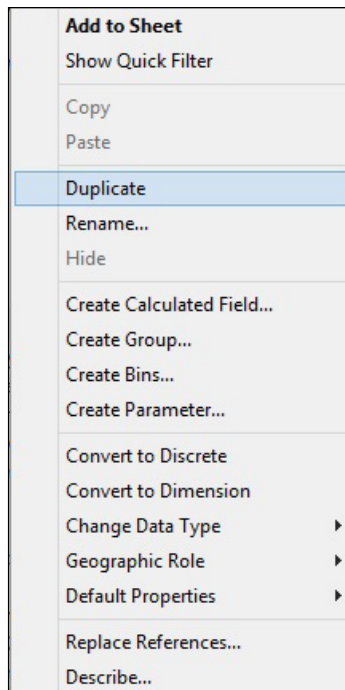 Add to Sheet
Show Quick Filter
Copy
Paste
Duplicate
Rename...
Hide
Create Calculated Field...
Create Group...
Create Bins...
Create Parameter...
Convert to Discrete
Convert to Dimension
Change Data Type
Geographic Role
Default Properties
Replace References...
Describe...